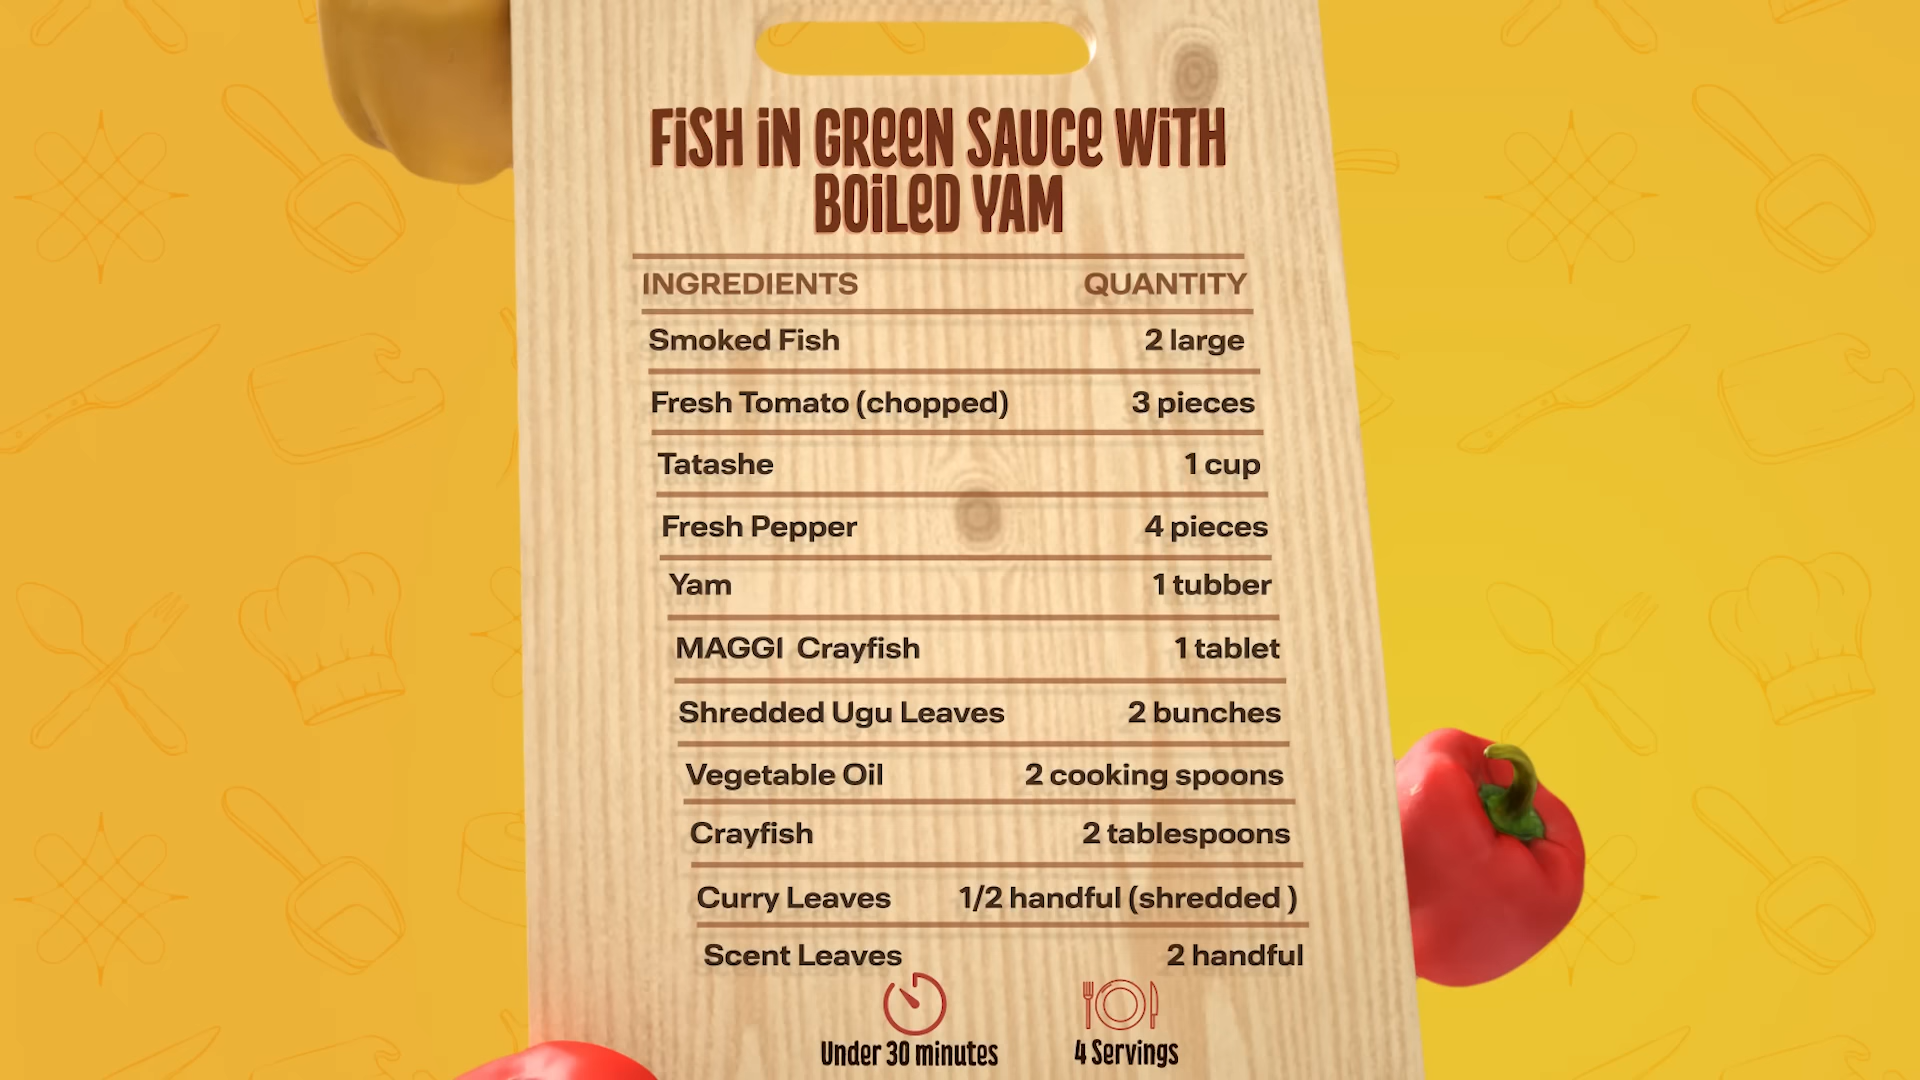 FiSH iN GReeN SAUCe WiTH
BOiLeD YAM
INGREDIENTS QUANTITY
Smoked Fish 2 large
Fresh Tomato (chopped) 3 pieces
Tatashe 1 cup
Fresh Pepper 4 pieces
Yam 1 tubber
MAGGI Crayfish 1 tablet
Shredded Ugu Leaves 2 bunches
Vegetable Oil 2 cooking spoons
Crayfish 2 tablespoons
Curry Leaves 1/2 handful (shredded )
Scent Leaves 2 handful
Under 30 minutes 4 Servings